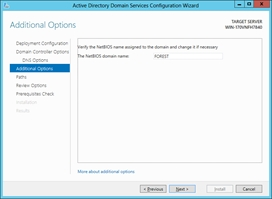 Active Directory Domain Services Configuration Wizard
Additional Options
TARGET SERVER
Deployment Configuration
Domain Controller Options
DNS Options
Additional Options
Paths
Review Options
Prerequisites Check
Installation
Results
Verify the NetBIOS name assigned to the domain and change it if necessary
The NetBIOS domain name:
FOREST
More about additional options
< Previous
Next >
Install
Cancel